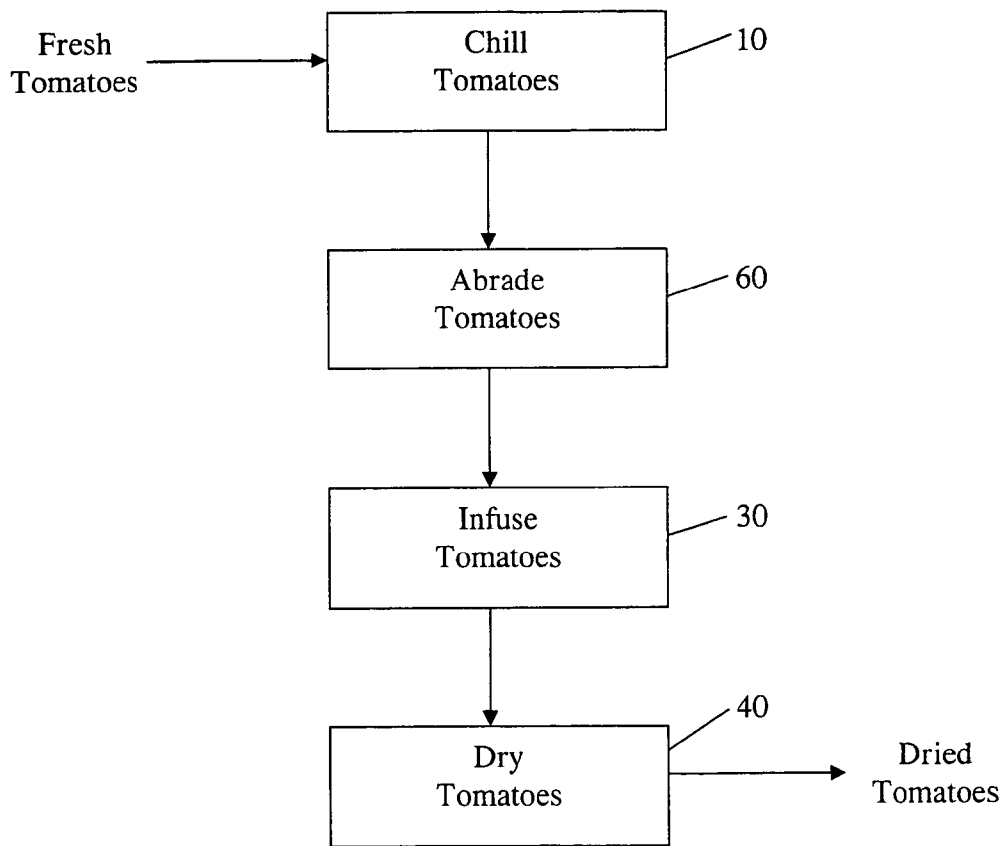 Fresh
Tomatoes
Chill
Tomatoes
10
Abrade
Tomatoes
60
Infuse
Tomatoes
30
Dry
Tomatoes
40
Dried
Tomatoes